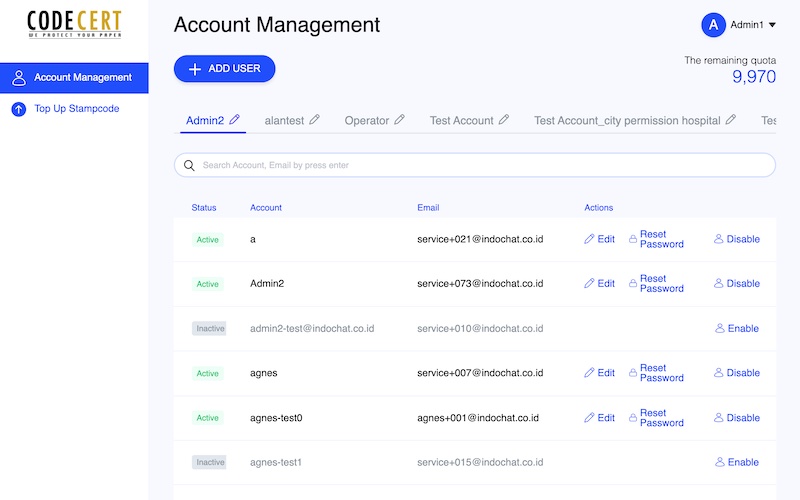 CODECERT
WE PROTECT YOUR PAPER
Account Management
Top Up Stampcode
Account Management
A Admin1
ADD USER
The remaining quota
9,970
Admin2 alantest Operator Test Account Test Account_city permission hospital Tes
Search Account, Email by press enter
Status Account Email Actions
Active a service+021@indochat.co.id Edit Reset Password Disable
Active Admin2 service+073@indochat.co.id Edit Reset Password Disable
Inactive admin2-test@indochat.co.id service+010@indochat.co.id Enable
Active agnes service+007@indochat.co.id Edit Reset Password Disable
Active agnes-test0 agnes+001@indochat.co.id Edit Reset Password Disable
Inactive agnes-test1 service+015@indochat.co.id Enable